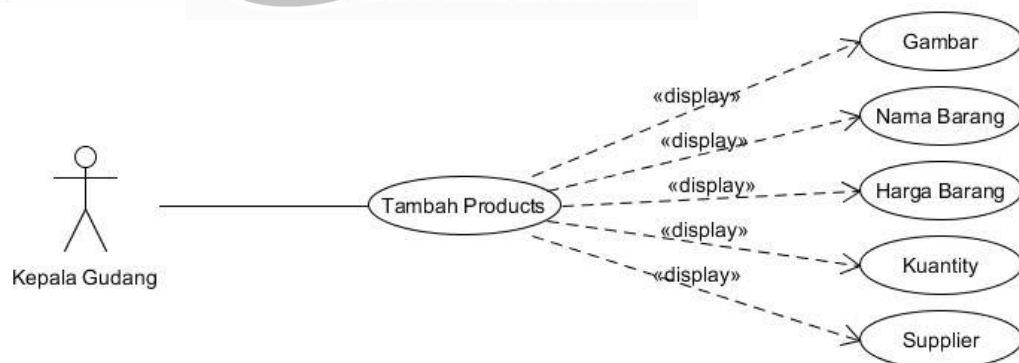 Gambar
«display»
Nama Barang
«display»
Harga Barang
«display»
Tambah Products
«display»
Kuantity
«display»
Kepala Gudang
Supplier